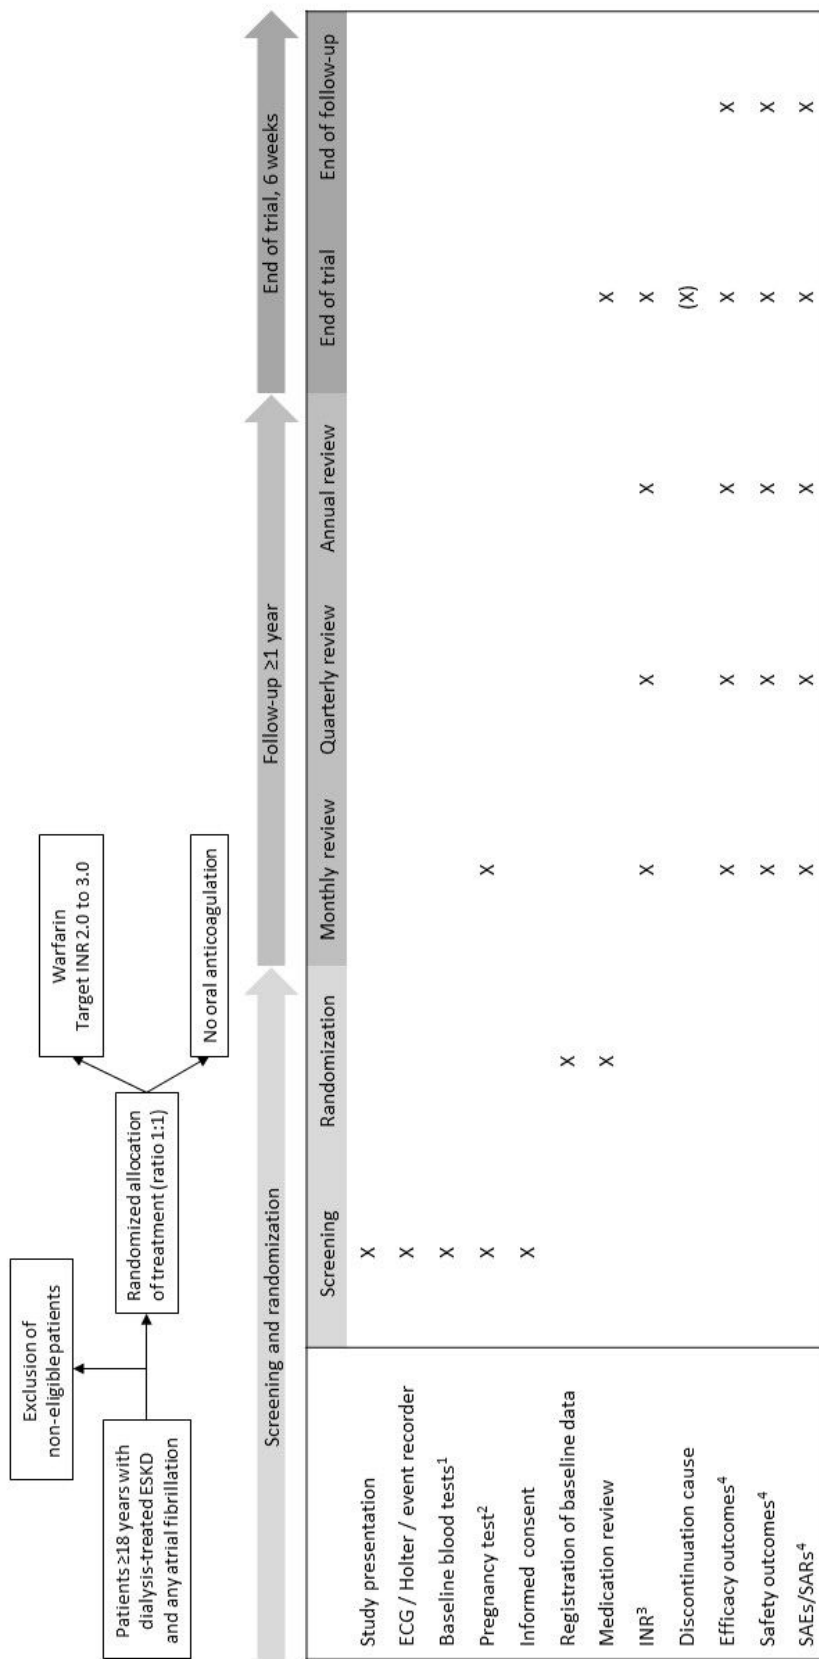 Exclusion of
non-eligiblepatients
Patients ≥18 years with
dialysis-treated ESKD
and any atrial fibrillation
Randomized allocation
of treatment (ratio 1:1)
Warfarin
Target INR 2.0 to 3.0
No oral anticoagulation
Screening and randomization
Follow-up ≥1 year
End of trial, 6 weeks
Screening Randomization Monthly review Quarterly review Annual review End of trial End of follow-up
Study presentation X
ECG / Holter / event recorder X
Baseline blood tests¹ X
Pregnancy test² X X
Informed consent X
Registration of baseline data X
Medication review X X
INR³ X X X X
Discontinuation cause (X)
Efficacy outcomes⁴ X X X X X
Safety outcomes⁴ X X X X X
SAEs/SARs⁴ X X X X X